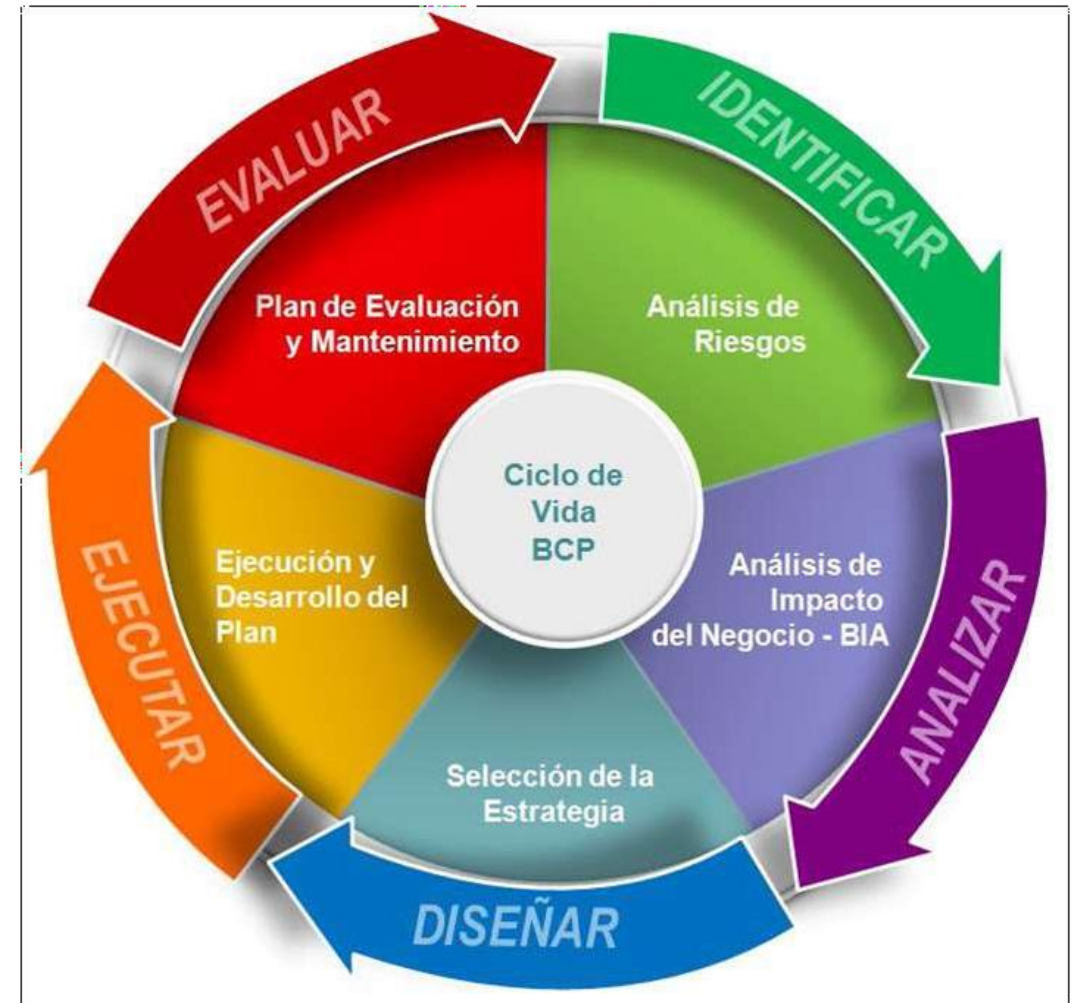 EVALUAR
IDENTIFICAR
Plan de Evaluación
y Mantenimiento
Análisis de
Riesgos
Ciclo de
Vida
BCP
Ejecución y
Desarrollo del
Plan
Análisis de
Impacto
del Negocio - BIA
EJECUTAR
ANALIZAR
Selección de la
Estrategia
DISEÑAR